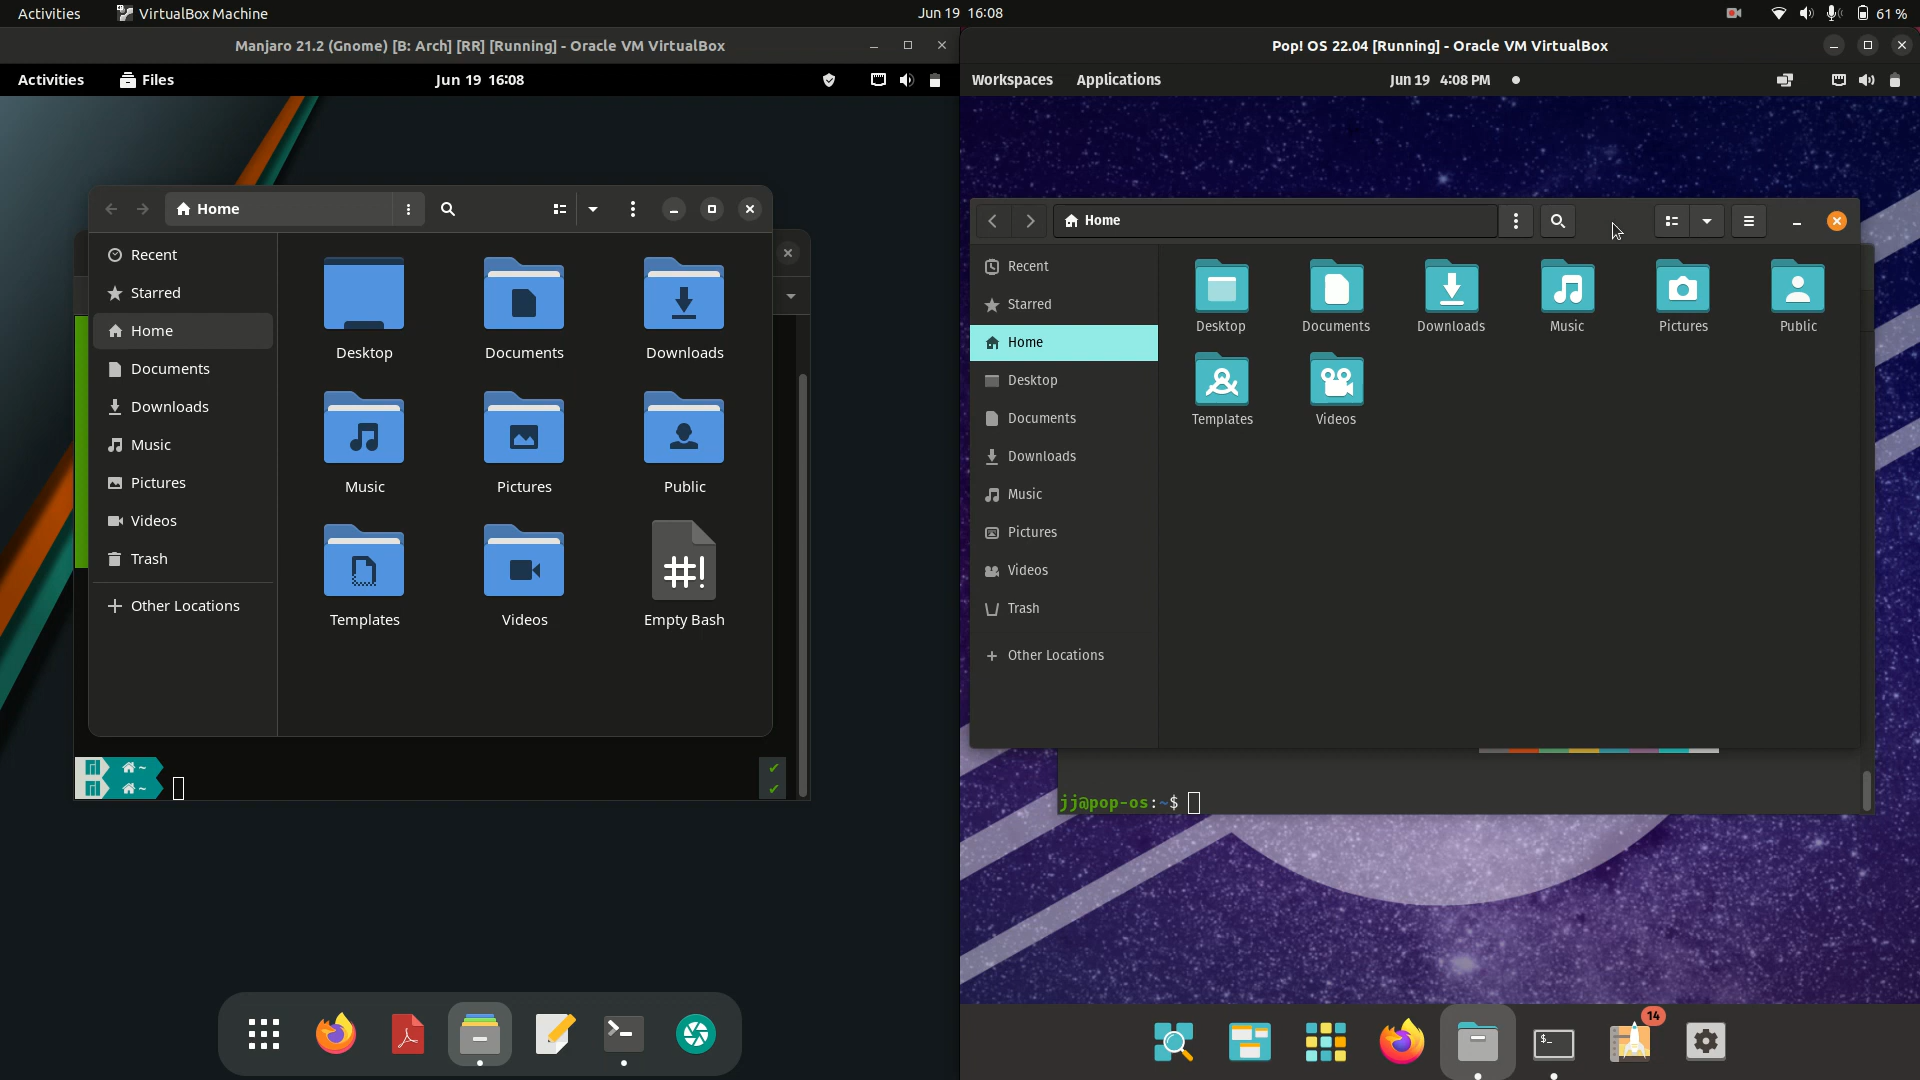 Activities VirtualBox Machine Jun 19 16:08 61 %
Manjaro 21.2 (Gnome) [B: Arch] [RR] [Running] - Oracle VM VirtualBox
Activities Files Jun 19 16:08
Home
Recent
Starred
Home
Documents
Downloads
Music
Pictures
Videos
Trash
Other Locations
Desktop Documents Downloads
Music Pictures Public
Templates Videos Empty Bash
#!
~
~
Pop! OS 22.04 [Running] - Oracle VM VirtualBox
Workspaces Applications Jun 19 4:08 PM
Home
Recent
Starred
Home
Desktop
Documents
Downloads
Music
Pictures
Videos
Trash
Other Locations
Desktop Documents Downloads Music Pictures Public
Templates Videos
jj@pop-os:~$
$_
14